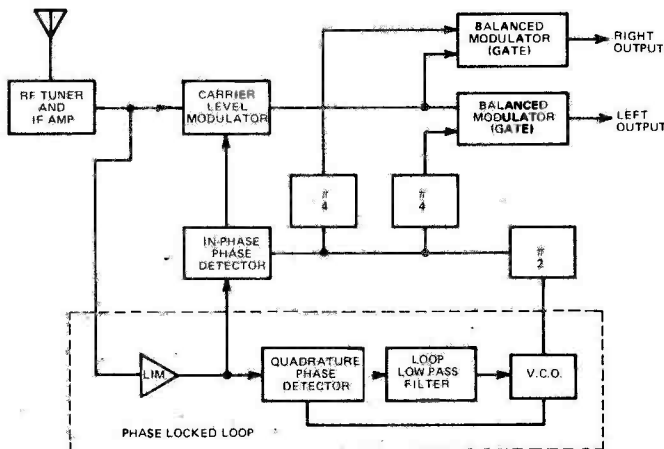 BALANCED
MODULATOR
(GATE)
RIGHT
OUTPUT
RF TUNER
AND
IF AMP
CARRIER
LEVEL
MODULATOR
BALANCED
MODULATOR
(GATE)
LEFT
OUTPUT
#
4
#
4
IN-PHASE
PHASE
DETECTOR
#
2
LIM
QUADRATURE
PHASE
DETECTOR
LOOP
LOW PASS
FILTER
V.C.O.
PHASE LOCKED LOOP